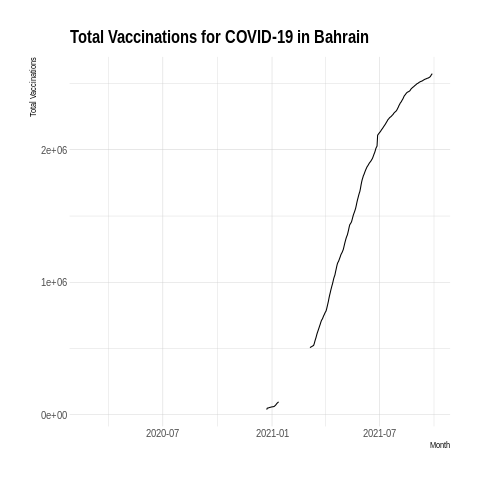 Total Vaccinations for COVID-19 in Bahrain
Total Vaccinations
2e+06
1e+06
0e+00
2020-07 2021-01 2021-07
Month